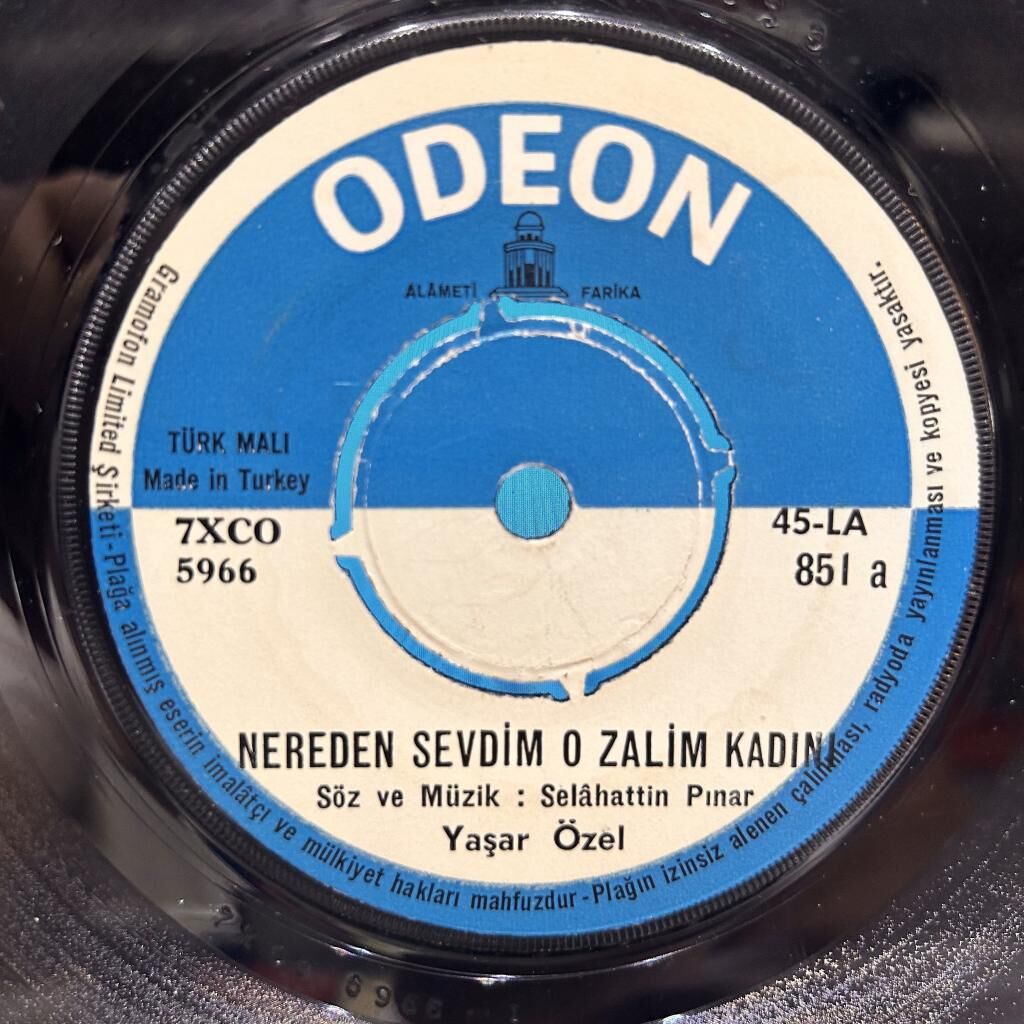 ODEON
ALÂMETİ FARİKA
TÜRK MALI
Made in Turkey
7XCO
5966
45-LA
851 a
NEREDEN SEVDİM O ZALİM KADINI
Söz ve Müzik : Selâhattin Pınar
Yaşar Özel
Gramofon Limited Şirketi - Plağa alınmış eserin imalâtçı ve mülkiyet hakları mahfuzdur - Plağın izinsiz alenen çalınması, radyoda yayınlanması ve kopyesi yasaktır.